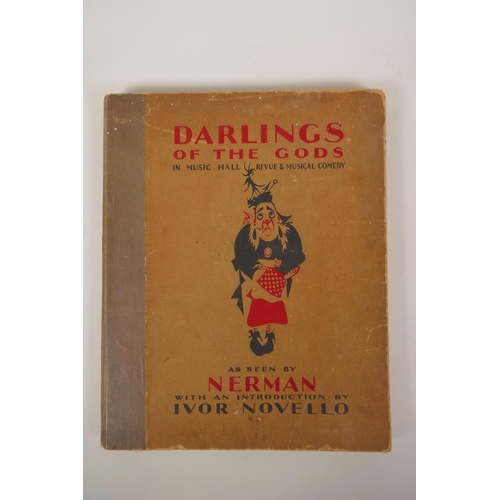 DARLINGS
OF THE GODS
IN MUSIC HALL REVUE & MUSICAL COMEDY
AS SEEN BY
NERMAN
WITH AN INTRODUCTION BY
IVOR NOVELLO